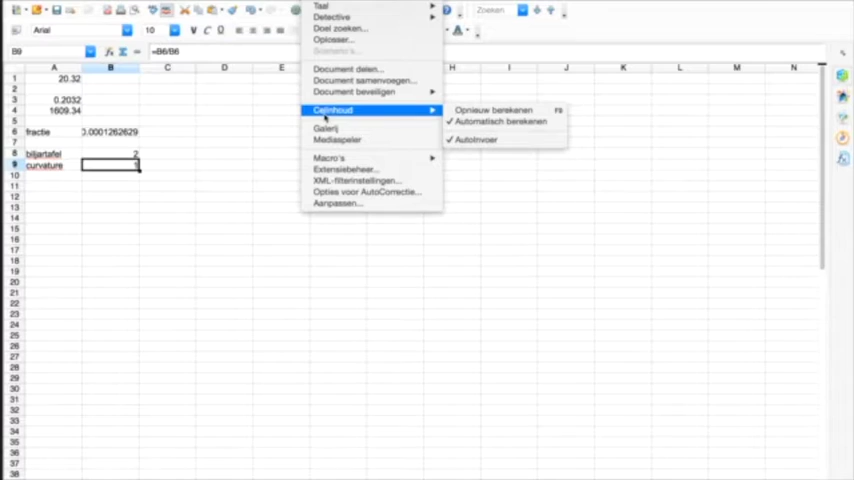 Taal
Detective
Doel zoeken...
Oplosser...
Scenario's...
Zoeken
Arial
10
V C U
A
B9
=B6/B6
A B C D E H I J K L M N
Document delen...
Document samenvoegen...
Document beveiligen
Celinhoud
Opnieuw berekenen F9
✓ Automatisch berekenen
✓ AutoInvoer
Galerij
Mediaspeler
Macro's
Extensiebeheer...
XML-filterinstellingen...
Opties voor AutoCorrectie...
Aanpassen...
1 20.32
2
3 0.2032
4 1609.34
5
6 fractie 0.0001262629
7
8 biljartafel 2
9 curvature 1
10
11
12
13
14
15
16
17
18
19
20
21
22
23
24
25
26
27
28
29
30
31
32
33
34
35
36
37
38